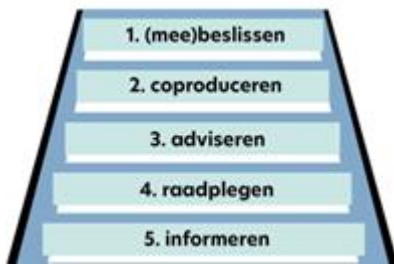 1. (mee)beslissen
2. coproduceren
3. adviseren
4. raadplegen
5. informeren